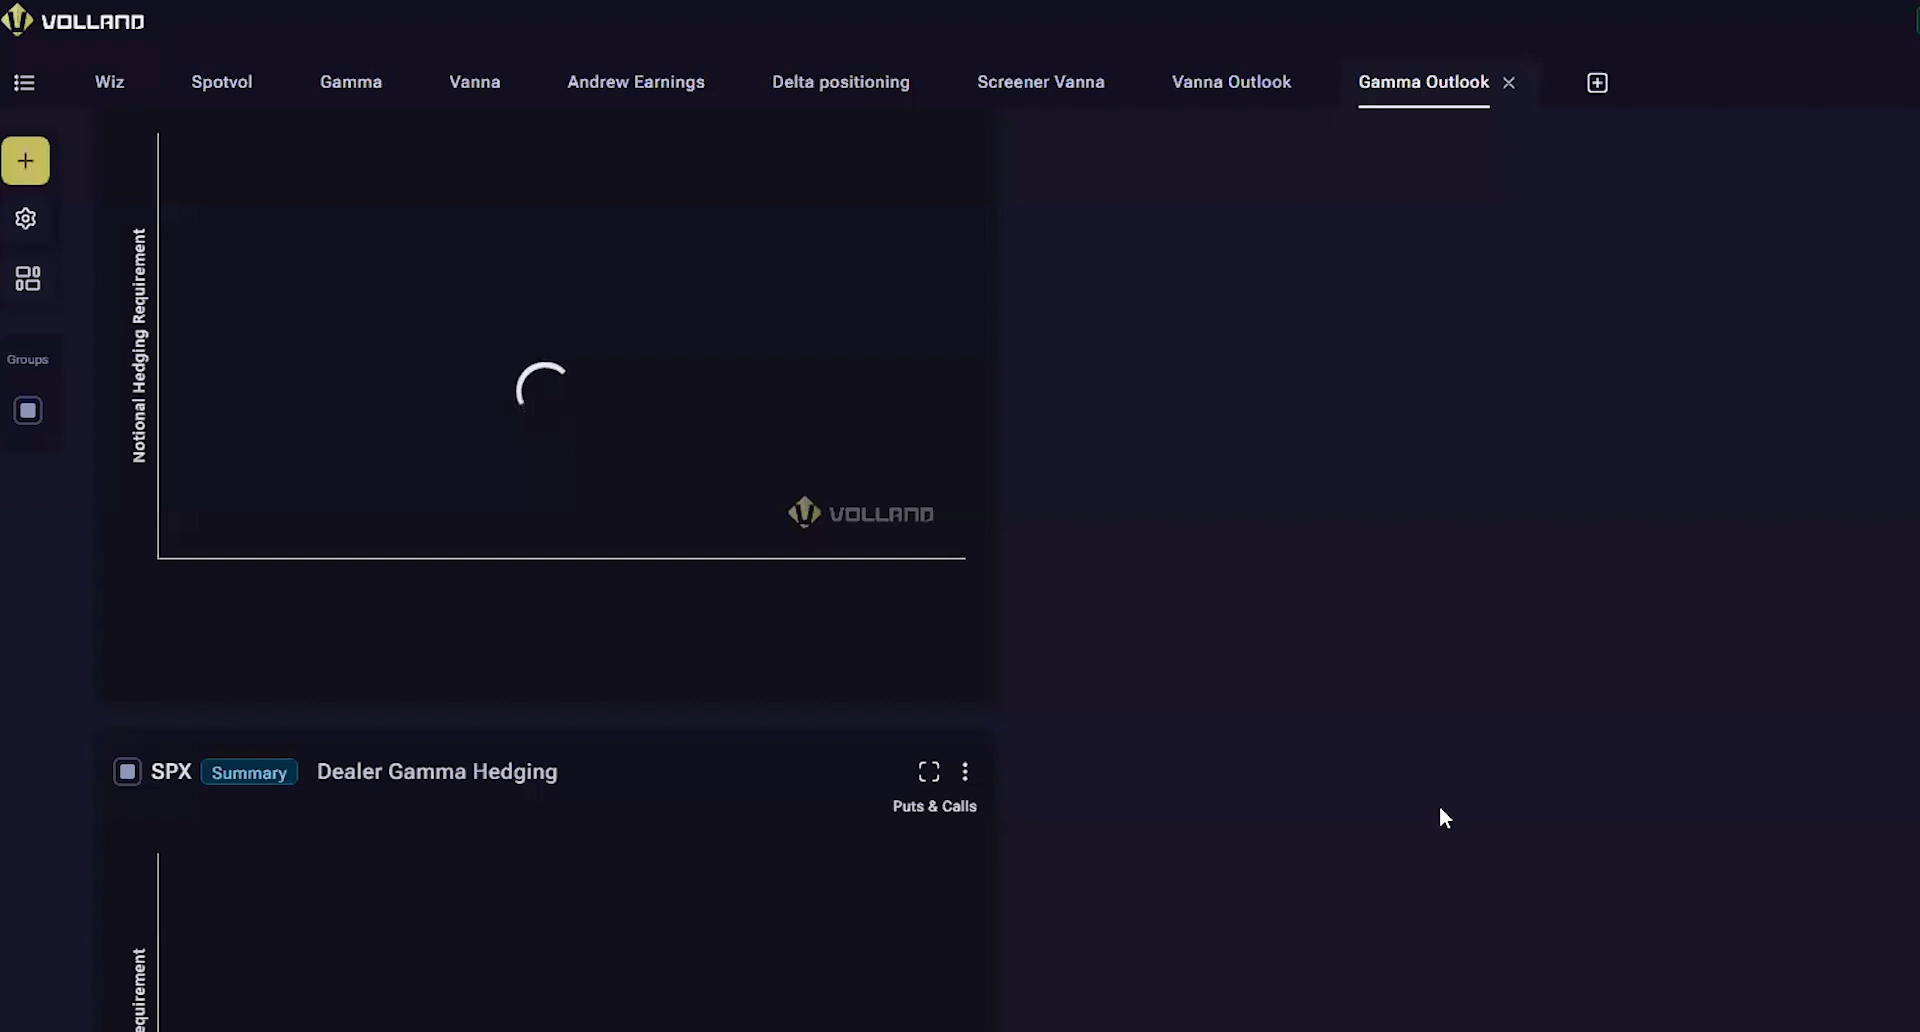 VOLLAND
Wiz
Spotvol
Gamma
Vanna
Andrew Earnings
Delta positioning
Screener Vanna
Vanna Outlook
Gamma Outlook
Groups
Notional Hedging Requirement
VOLLAND
SPX Summary Dealer Gamma Hedging
Puts & Calls